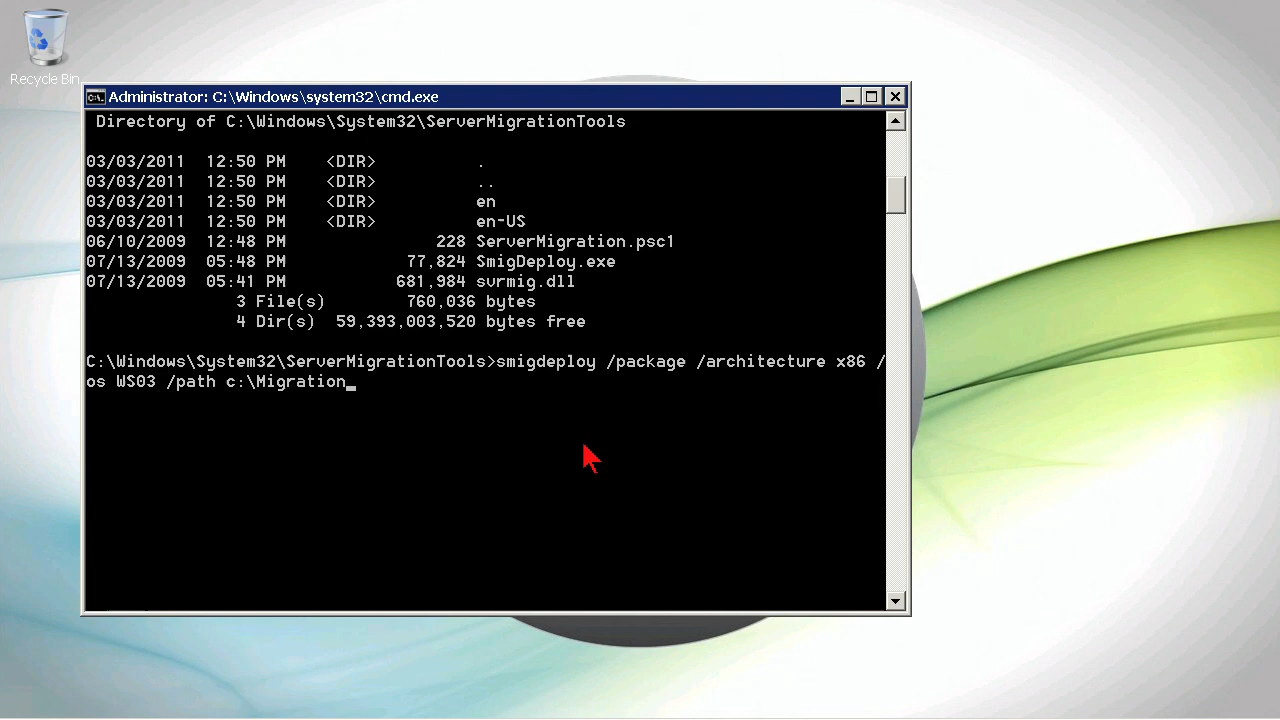 Recycle Bin
Administrator: C:\Windows\system32\cmd.exe
Directory of C:\Windows\System32\ServerMigrationTools
03/03/2011 12:50 PM <DIR> .
03/03/2011 12:50 PM <DIR> ..
03/03/2011 12:50 PM <DIR> en
03/03/2011 12:50 PM <DIR> en-US
06/10/2009 12:48 PM 228 ServerMigration.psc1
07/13/2009 05:48 PM 77,824 SmigDeploy.exe
07/13/2009 05:41 PM 681,984 svrmig.dll
3 File(s) 760,036 bytes
4 Dir(s) 59,393,003,520 bytes free
C:\Windows\System32\ServerMigrationTools>smigdeploy /package /architecture x86 /
os WS03 /path c:\Migration_